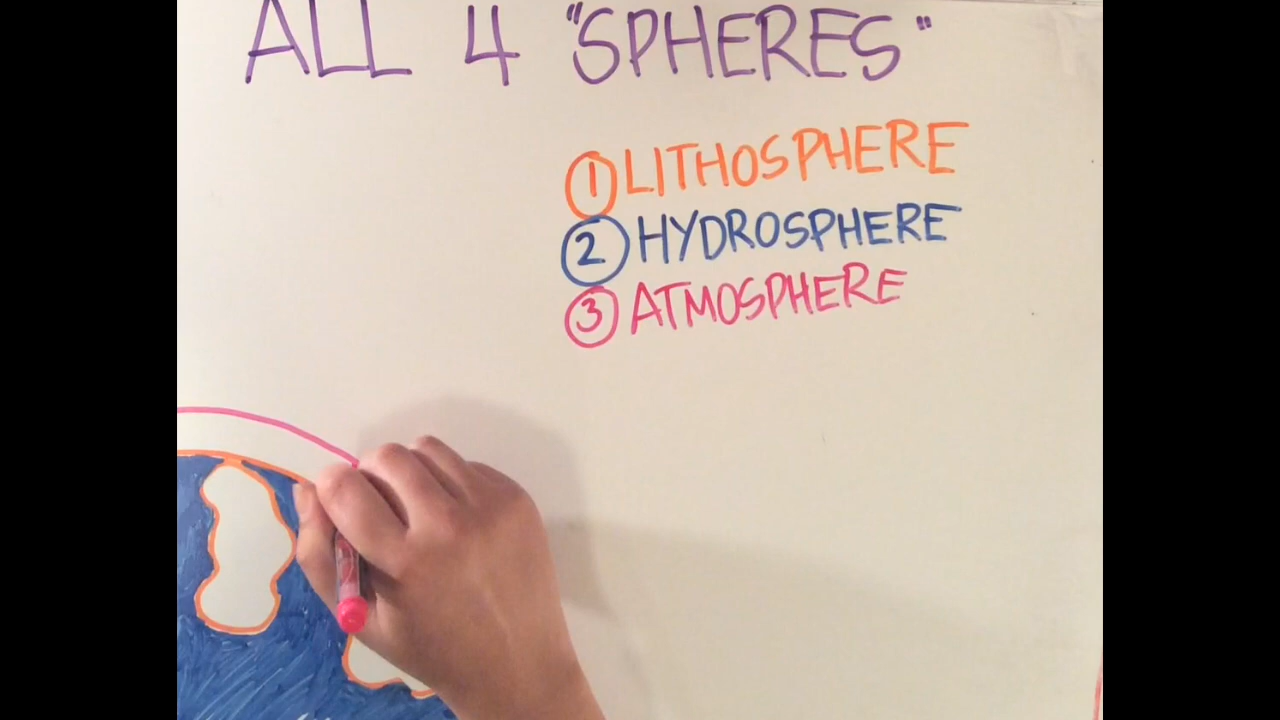 ALL 4 "SPHERES"
① LITHOSPHERE
② HYDROSPHERE
③ ATMOSPHERE